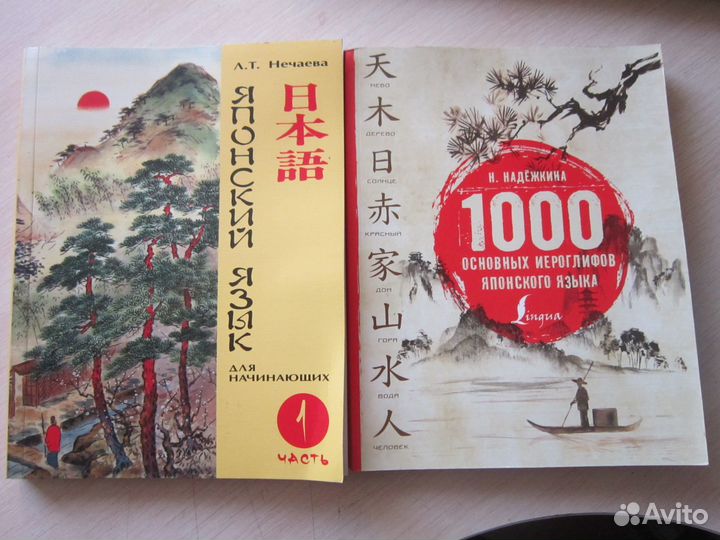 Л.Т. Нечаева
日本語
ЯПОНСКИЙ ЯЗЫК
ДЛЯ
НАЧИНАЮЩИХ
1
ЧАСТЬ
天
НЕБО
木
ДЕРЕВО
日
СОЛНЦЕ
赤
КРАСНЫЙ
家
ДОМ
山
ГОРА
水
ВОДА
人
ЧЕЛОВЕК
Н. НАДЁЖКИНА
1000
ОСНОВНЫХ ИЕРОГЛИФОВ
ЯПОНСКОГО ЯЗЫКА
Lingua
Avito